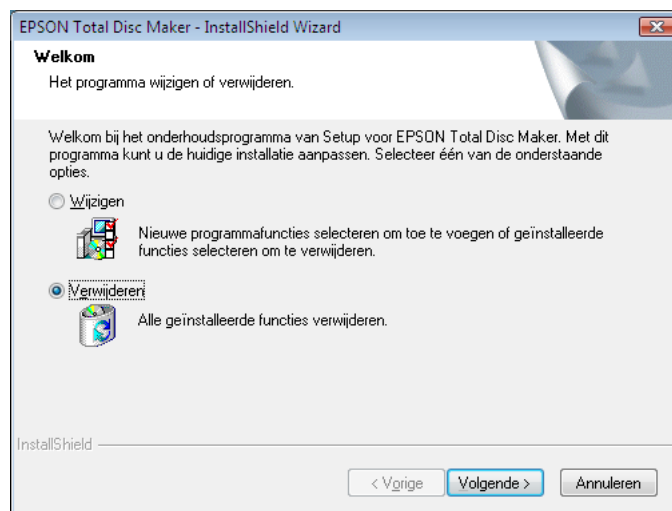 EPSON Total Disc Maker - InstallShield Wizard
Welkom
Het programma wijzigen of verwijderen.
Welkom bij het onderhoudsprogramma van Setup voor EPSON Total Disc Maker. Met dit
programma kunt u de huidige installatie aanpassen. Selecteer één van de onderstaande
opties.
Wijzigen
Nieuwe programmafuncties selecteren om toe te voegen of geïnstalleerde
functies selecteren om te verwijderen.
Verwijderen
Alle geïnstalleerde functies verwijderen.
InstallShield
< Vorige
Volgende >
Annuleren